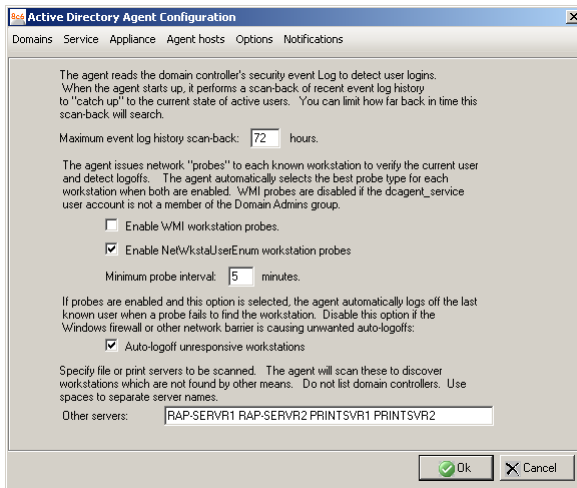 8c6 Active Directory Agent Configuration
Domains Service Appliance Agent hosts Options Notifications
The agent reads the domain controller's security event Log to detect user logins.
When the agent starts up, it performs a scan-back of recent event log history
to "catch up" to the current state of active users. You can limit how far back in time this
scan-back will search.
Maximum event log history scan-back: 72 hours.
The agent issues network "probes" to each known workstation to verify the current user
and detect logoffs. The agent automatically selects the best probe type for each
workstation when both are enabled. WMI probes are disabled if the dcagent_service
user account is not a member of the Domain Admins group.
Enable WMI workstation probes.
Enable NetWkstaUserEnum workstation probes
Minimum probe interval: 5 minutes.
If probes are enabled and this option is selected, the agent automatically logs off the last
known user when a probe fails to find the workstation. Disable this option if the
Windows firewall or other network barrier is causing unwanted auto-logoffs:
Auto-logoff unresponsive workstations
Specify file or print servers to be scanned. The agent will scan these to discover
workstations which are not found by other means. Do not list domain controllers. Use
spaces to separate server names.
Other servers: RAP-SERVR1 RAP-SERVR2 PRINTSVR1 PRINTSVR2
Ok Cancel